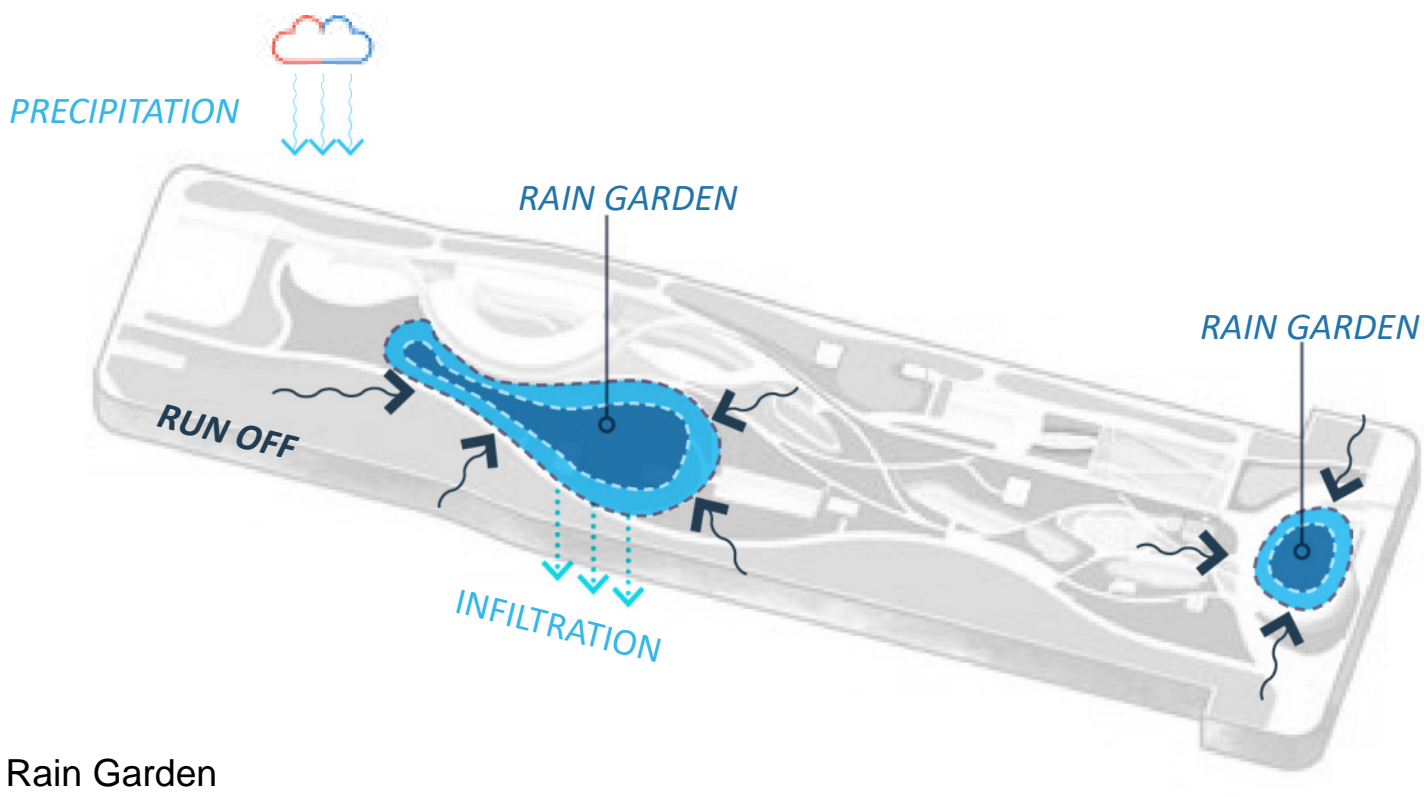 PRECIPITATION
RAIN GARDEN
RAIN GARDEN
RUN OFF
INFILTRATION
Rain Garden